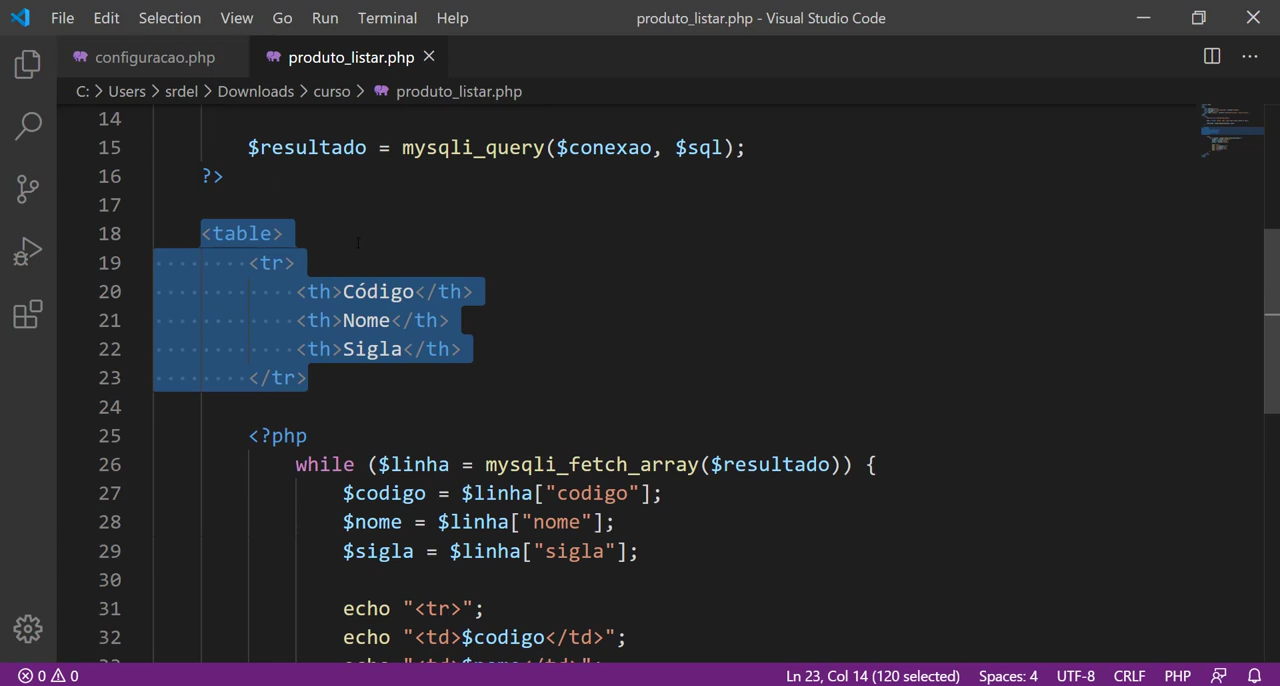 File Edit Selection View Go Run Terminal Help produto_listar.php - Visual Studio Code
configuracao.php produto_listar.php
C: > Users > srdel > Downloads > curso > produto_listar.php
14
15 $resultado = mysqli_query($conexao, $sql);
16 ?>
17
18 <table>
19 <tr>
20 <th>Código</th>
21 <th>Nome</th>
22 <th>Sigla</th>
23 </tr>
24
25 <?php
26 while ($linha = mysqli_fetch_array($resultado)) {
27 $codigo = $linha["codigo"];
28 $nome = $linha["nome"];
29 $sigla = $linha["sigla"];
30
31 echo "<tr>";
32 echo "<td>$codigo</td>";
0 0 Ln 23, Col 14 (120 selected) Spaces: 4 UTF-8 CRLF PHP